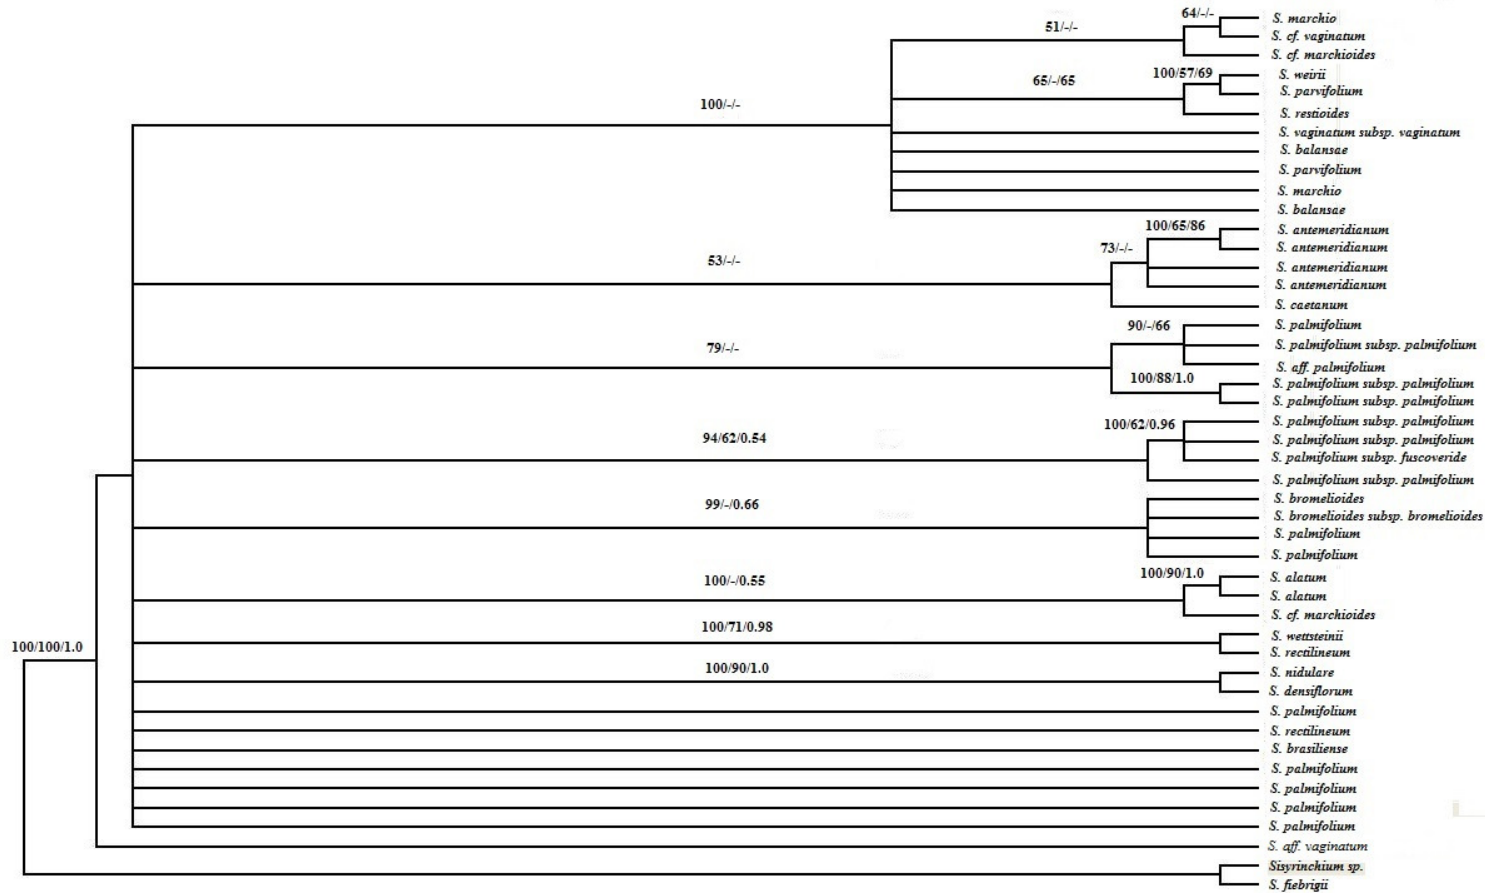 64/-/-
S. marchio
51/-/-
S. cf. vaginatum
S. cf. marchioides
100/57/69
S. weirii
65/-/65
S. parvifolium
100/-/-
S. restioides
S. vaginatum subsp. vaginatum
S. balansae
S. parvifolium
S. marchio
S. balansae
100/65/86
S. antemeridianum
73/-/-
S. antemeridianum
53/-/-
S. antemeridianum
S. antemeridianum
S. caetanum
90/-/66
S. palmifolium
79/-/-
S. palmifolium subsp. palmifolium
S. aff. palmifolium
100/88/1.0
S. palmifolium subsp. palmifolium
S. palmifolium subsp. palmifolium
100/62/0.96
S. palmifolium subsp. palmifolium
94/62/0.54
S. palmifolium subsp. palmifolium
S. palmifolium subsp. fuscoveride
S. palmifolium subsp. palmifolium
99/-/0.66
S. bromelioides
S. bromelioides subsp. bromelioides
S. palmifolium
S. palmifolium
100/-/0.55
100/90/1.0
S. alatum
S. alatum
S. cf. marchioides
100/71/0.98
S. wettsteinii
100/100/1.0
S. rectilineum
100/90/1.0
S. nidulare
S. densiflorum
S. palmifolium
S. rectilineum
S. brasiliense
S. palmifolium
S. palmifolium
S. palmifolium
S. palmifolium
S. aff. vaginatum
Sisyrinchium sp.
S. fiebrigii